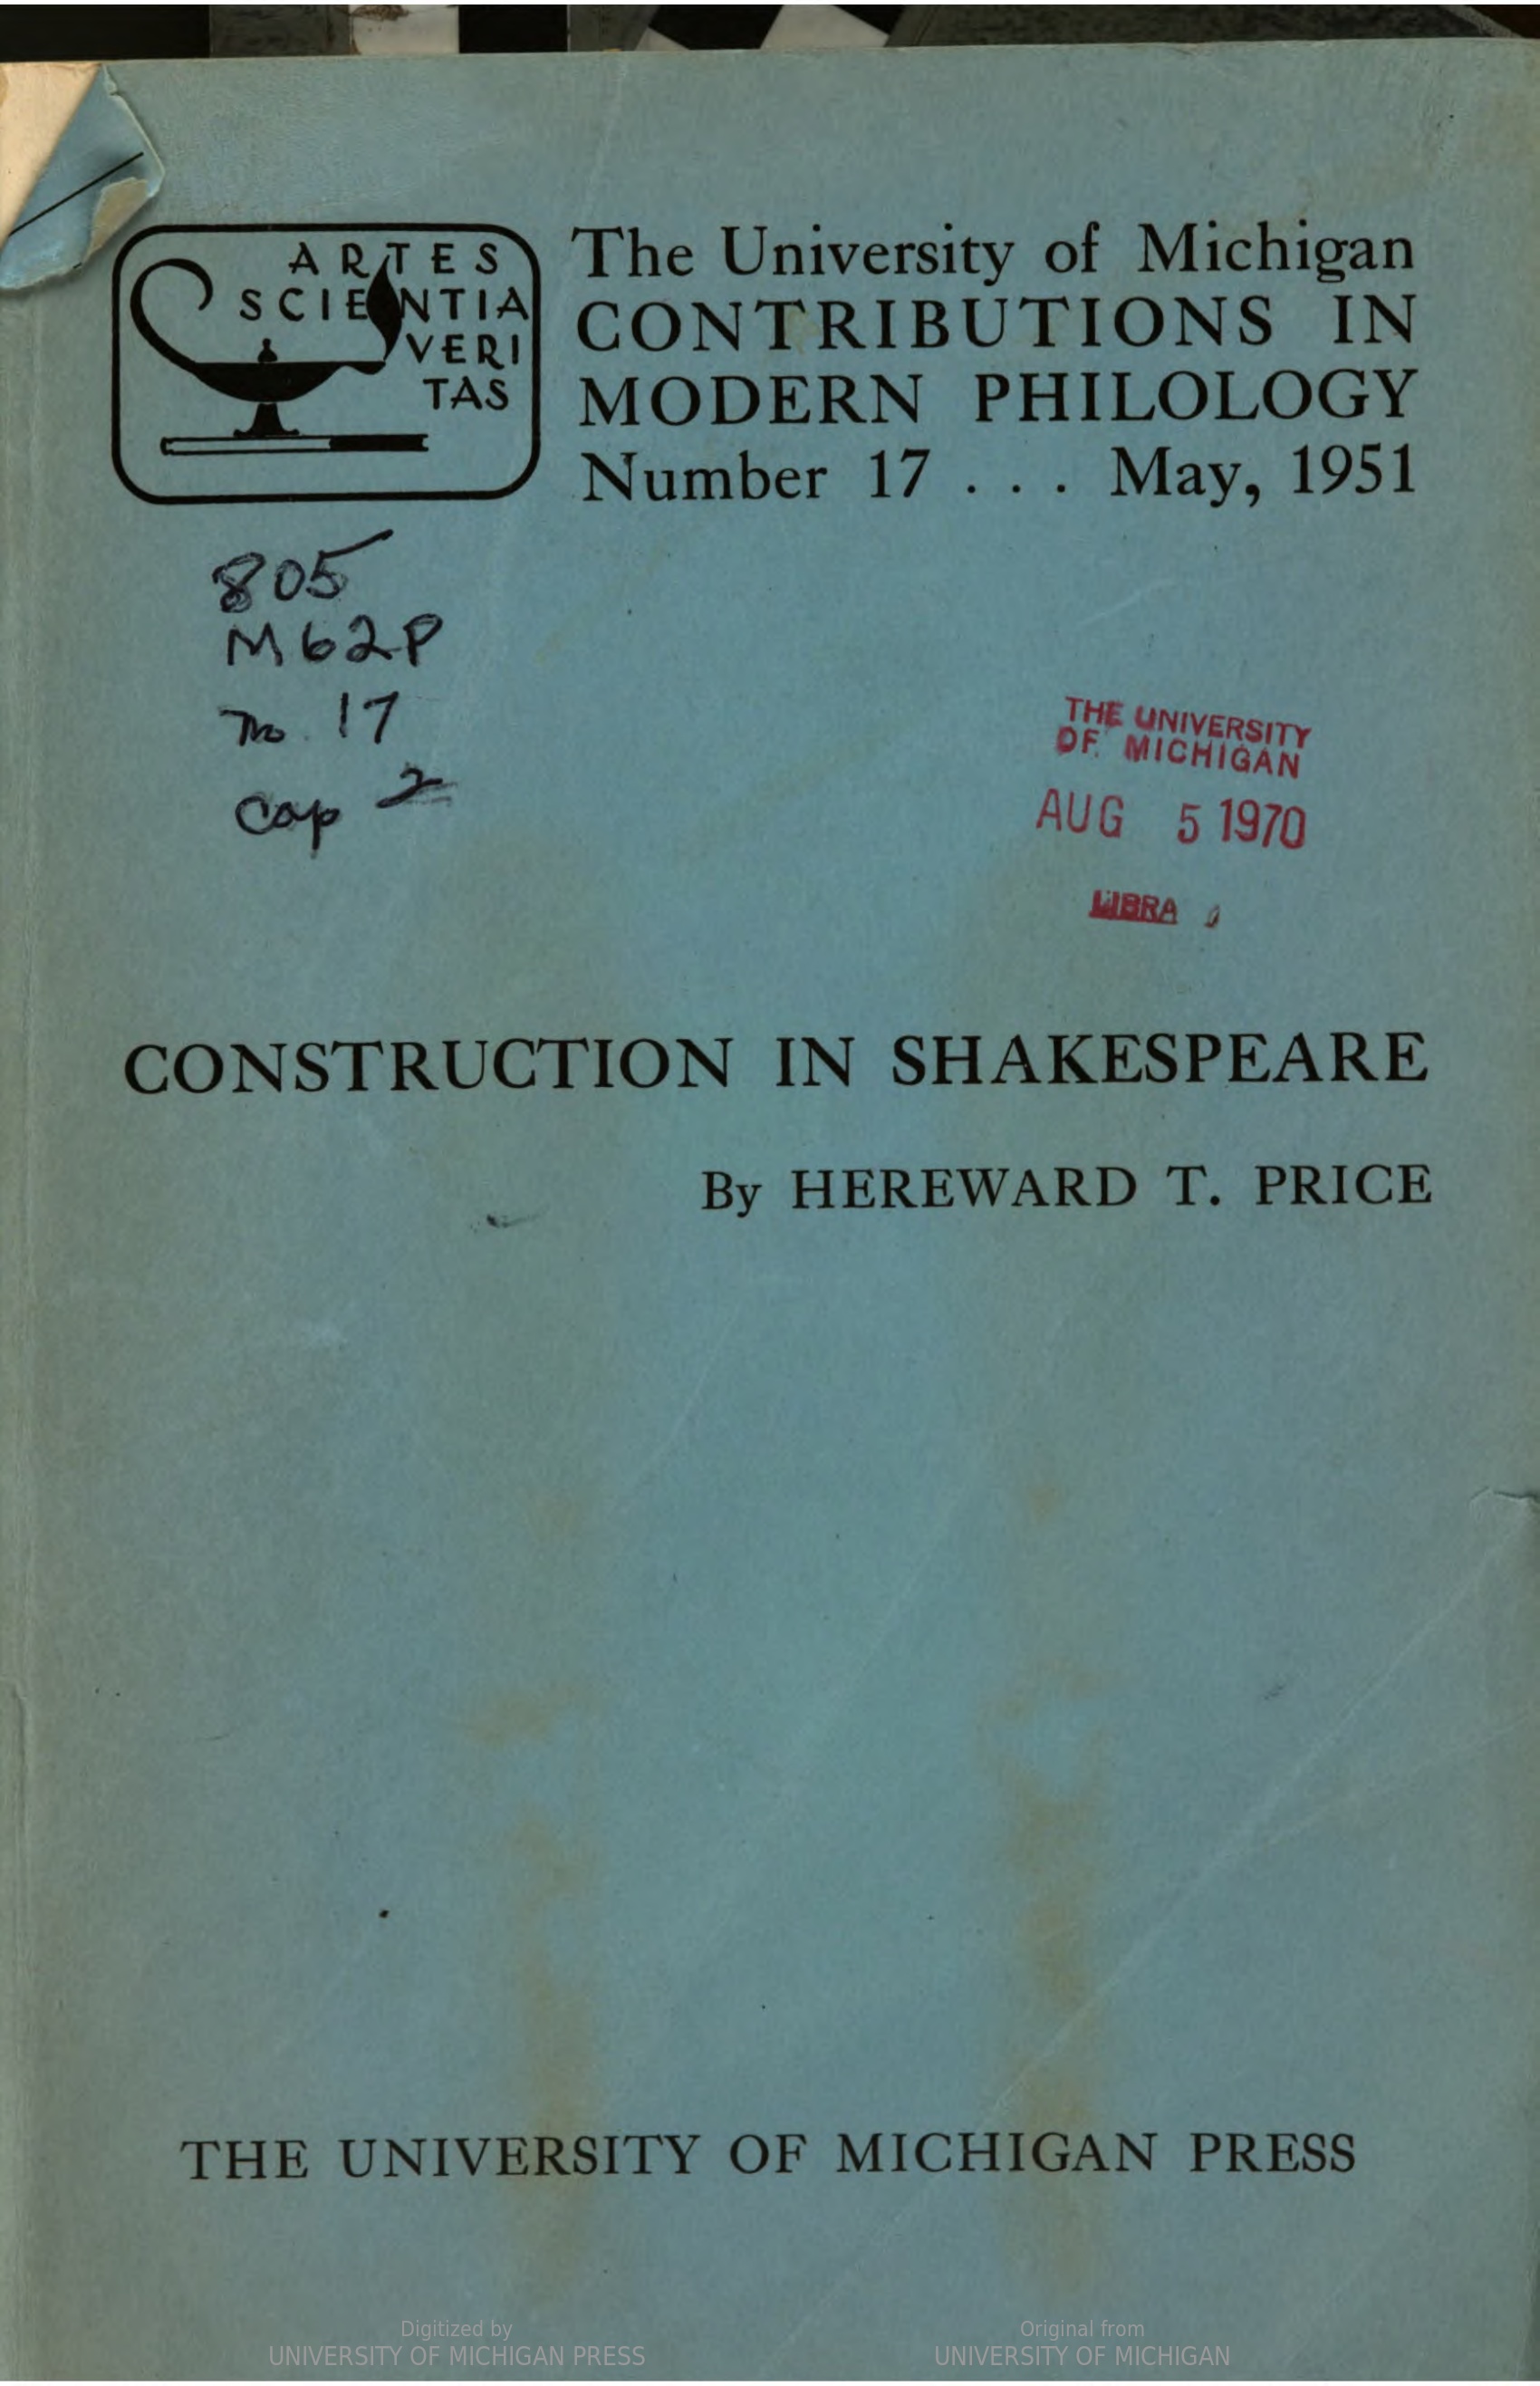 ARTES
SCIENTIA
VERI
TAS
The University of Michigan
CONTRIBUTIONS IN
MODERN PHILOLOGY
Number 17 . . . May, 1951
805
M62P
no. 17
cop 2
THE UNIVERSITY
OF MICHIGAN
AUG 5 1970
LIBRA
CONSTRUCTION IN SHAKESPEARE
By HEREWARD T. PRICE
THE UNIVERSITY OF MICHIGAN PRESS
Digitized by
UNIVERSITY OF MICHIGAN PRESS
Original from
UNIVERSITY OF MICHIGAN